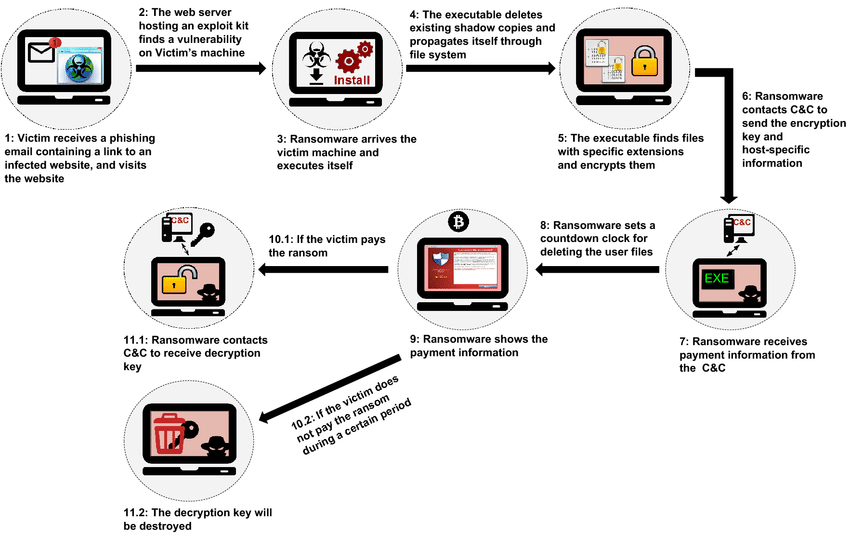 1
1: Victim receives a phishing
email containing a link to an
infected website, and visits
the website
2: The web server
hosting an exploit kit
finds a vulnerability
on Victim's machine
Install
3: Ransomware arrives the
victim machine and
executes itself
4: The executable deletes
existing shadow copies and
propagates itself through
file system
5: The executable finds files
with specific extensions
and encrypts them
6: Ransomware
contacts C&C to
send the encryption
key and
host-specific
information
C&C
EXE
7: Ransomware receives
payment information from
the C&C
8: Ransomware sets a
countdown clock for
deleting the user files
9: Ransomware shows the
payment information
10.1: If the victim pays
the ransom
C&C
11.1: Ransomware contacts
C&C to receive decryption
key
10.2: If the victim does
not pay the ransom
during a certain period
11.2: The decryption key will
be destroyed